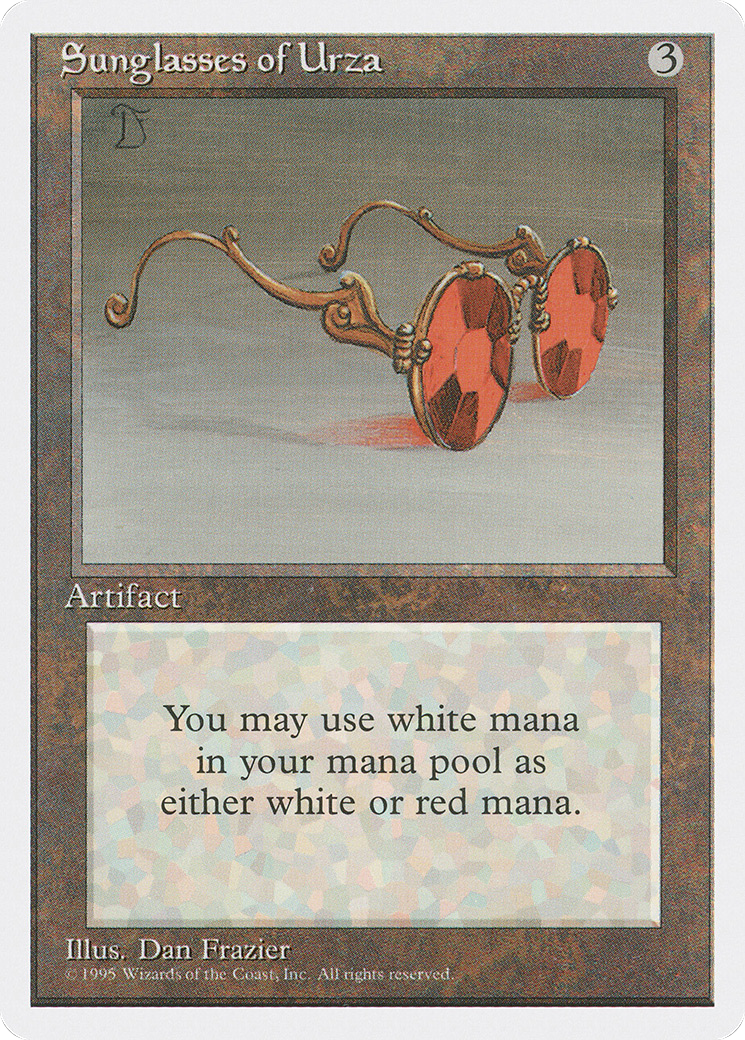 Sunglasses of Urza 3
DF
Artifact
You may use white mana
in your mana pool as
either white or red mana.
Illus. Dan Frazier
© 1995 Wizards of the Coast, Inc. All rights reserved.